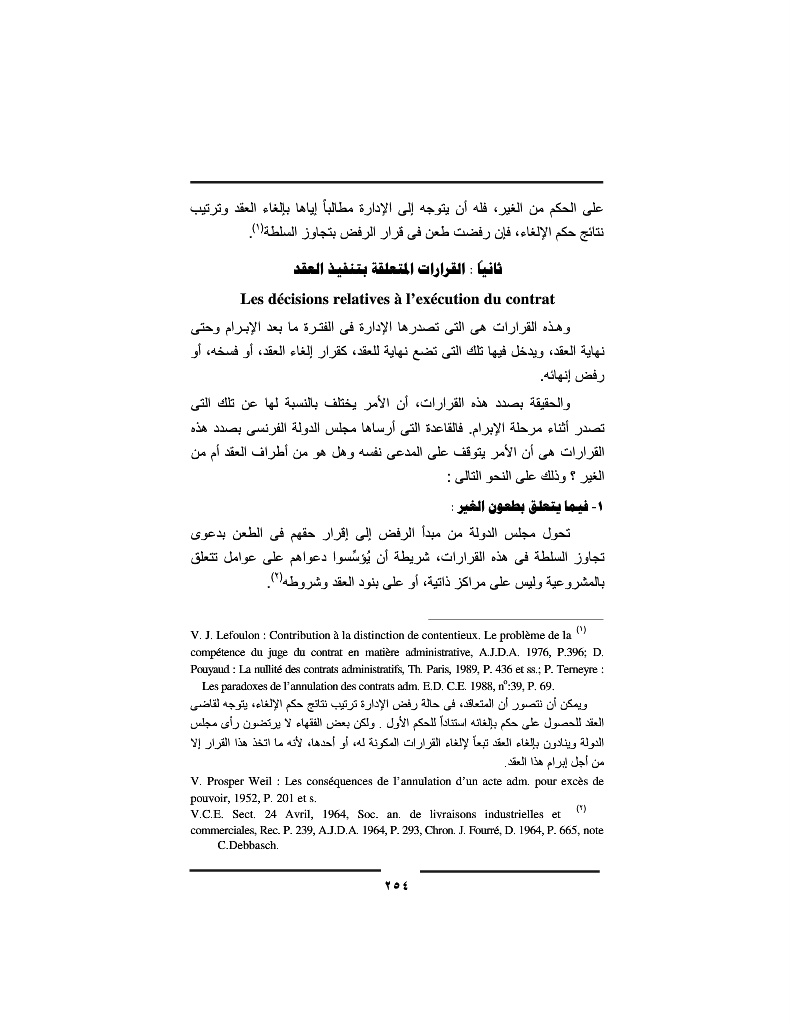 على الحكم من الغير، فله أن يتوجه إلى الإدارة مطالباً إياها بإلغاء العقد وترتيب
نتائج حكم الإلغاء، فإن رفضت طعن فى قرار الرفض بتجاوز السلطة(١).
ثانياً : القرارات المتعلقة بتنفيذ العقد
Les décisions relatives à l’exécution du contrat
وهذه القرارات هى التى تصدرها الإدارة فى الفترة ما بعد الإبرام وحتى
نهاية العقد، ويدخل فيها تلك التى تضع نهاية للعقد، كقرار إلغاء العقد، أو فسخه، أو
رفض إنهائه.
والحقيقة بصدد هذه القرارات، أن الأمر يختلف بالنسبة لها عن تلك التى
تصدر أثناء مرحلة الإبرام. فالقاعدة التى أرساها مجلس الدولة الفرنسى بصدد هذه
القرارات هى أن الأمر يتوقف على المدعى نفسه وهل هو من أطراف العقد أم من
الغير ؟ وذلك على النحو التالى :
١- فيما يتعلق بطعون الغير :
تحول مجلس الدولة من مبدأ الرفض إلى إقرار حقهم فى الطعن بدعوى
تجاوز السلطة فى هذه القرارات، شريطة أن يُؤسِّسوا دعواهم على عوامل تتعلق
بالمشروعية وليس على مراكز ذاتية، أو على بنود العقد وشروطه(٢).
V. J. Lefoulon : Contribution à la distinction de contentieux. Le problème de la (١)
compétence du juge du contrat en matière administrative, A.J.D.A. 1976, P.396; D.
Pouyaud : La nullité des contrats administratifs, Th. Paris, 1989, P. 436 et ss.; P. Terneyre :
Les paradoxes de l’annulation des contrats adm. E.D. C.E. 1988, nº:39, P. 69.
ويمكن أن نتصور أن المتعاقد، فى حالة رفض الإدارة ترتيب نتائج حكم الإلغاء، يتوجه لقاضى
العقد للحصول على حكم بإلغائه استناداً للحكم الأول . ولكن بعض الفقهاء لا يرتضون رأى مجلس
الدولة وينادون بإلغاء العقد تبعاً لإلغاء القرارات المكونة له، أو أحدها، لأنه ما اتخذ هذا القرار إلا
من أجل إبرام هذا العقد.
V. Prosper Weil : Les conséquences de l’annulation d’un acte adm. pour excès de
pouvoir, 1952, P. 201 et s.
V.C.E. Sect. 24 Avril, 1964, Soc. an. de livraisons industrielles et (٢)
commerciales, Rec. P. 239, A.J.D.A. 1964, P. 293, Chron. J. Fourré, D. 1964, P. 665, note
C.Debbasch.
٢٥٤